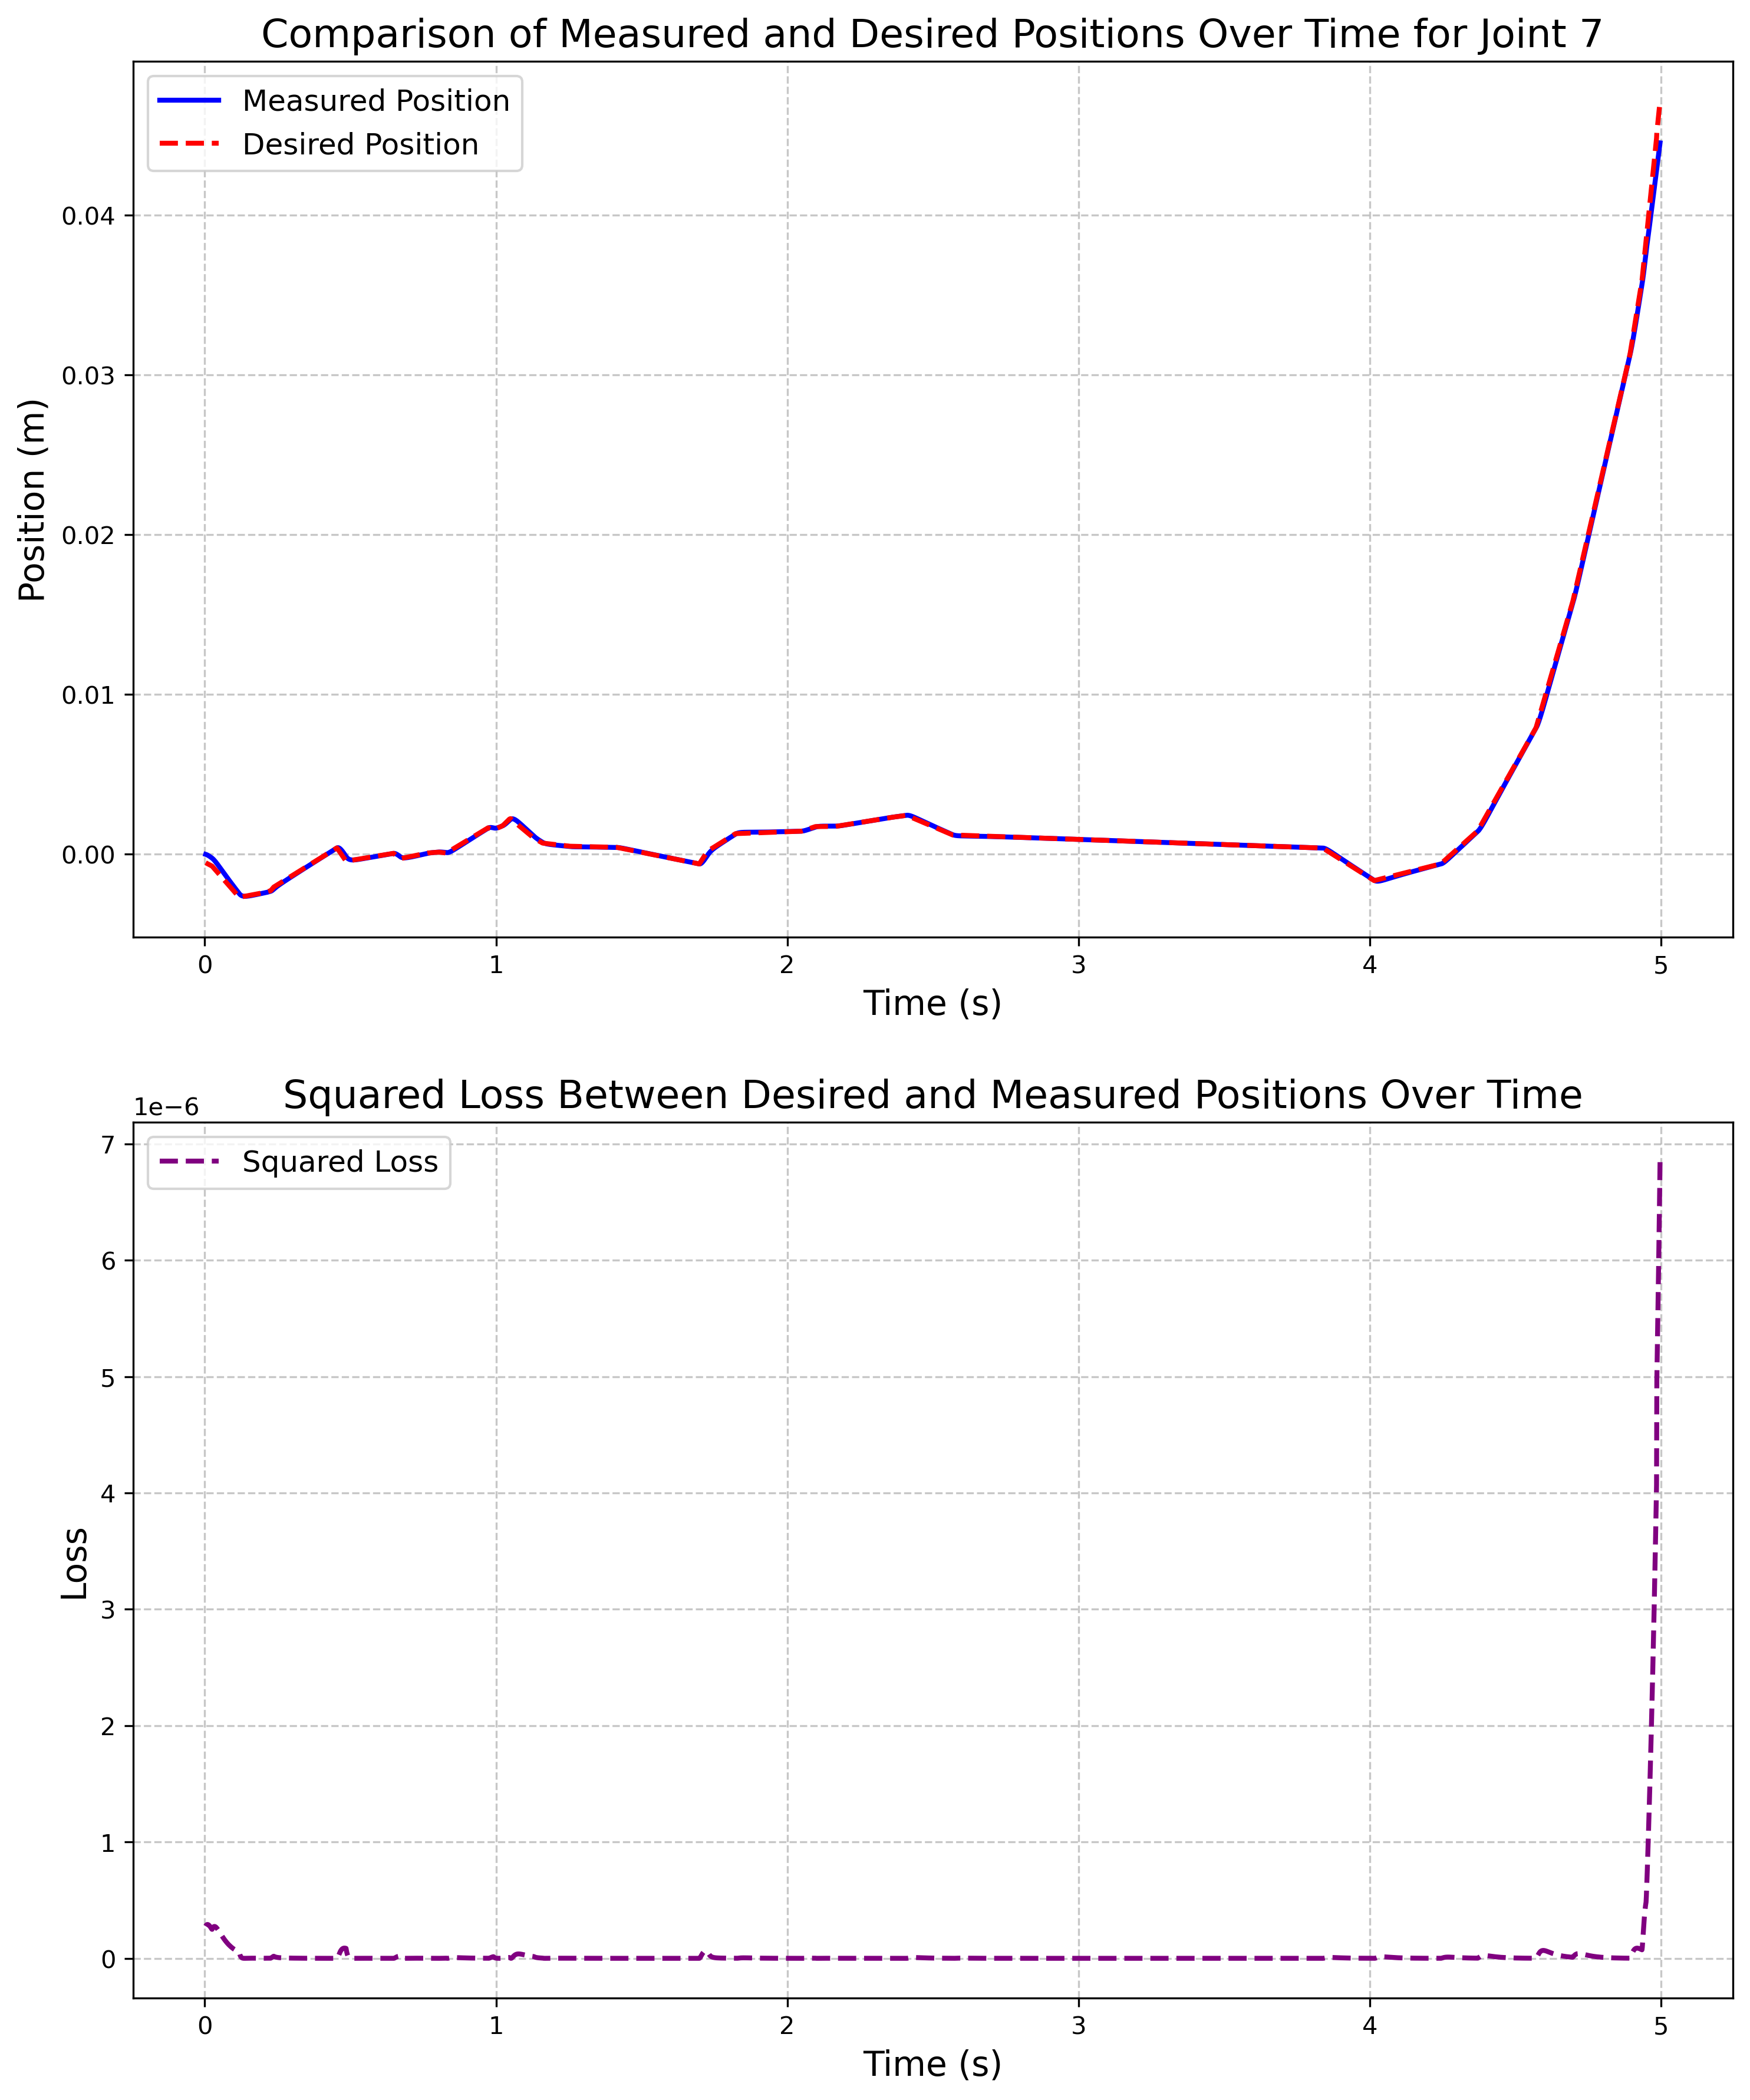 Comparison of Measured and Desired Positions Over Time for Joint 7
Measured Position
Desired Position
Position (m)
0.04
0.03
0.02
0.01
0.00
0 1 2 3 4 5
Time (s)
Squared Loss Between Desired and Measured Positions Over Time
1e−6
Squared Loss
Loss
7
6
5
4
3
2
1
0
0 1 2 3 4 5
Time (s)